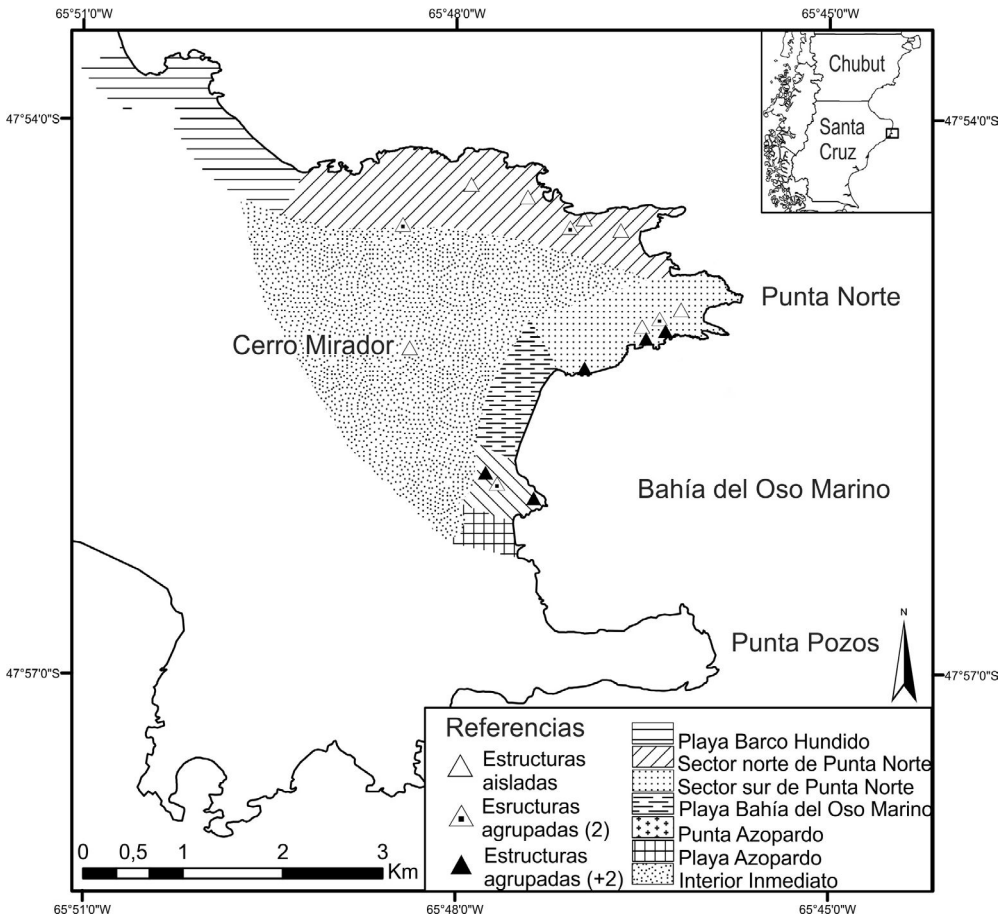 65°51'0"W
65°48'0"W
65°45'0"W
Chubut
47°54'0"S
47°54'0"S
Santa
Cruz
Punta Norte
Cerro Mirador
Bahía del Oso Marino
N
Punta Pozos
47°57'0"S
47°57'0"S
Referencias
Estructuras
aisladas
Esructuras
agrupadas (2)
Estructuras
agrupadas (+2)
Playa Barco Hundido
Sector norte de Punta Norte
Sector sur de Punta Norte
Playa Bahía del Oso Marino
Punta Azopardo
Playa Azopardo
Interior Inmediato
0 0,5 1 2 3
Km
65°51'0"W
65°48'0"W
65°45'0"W